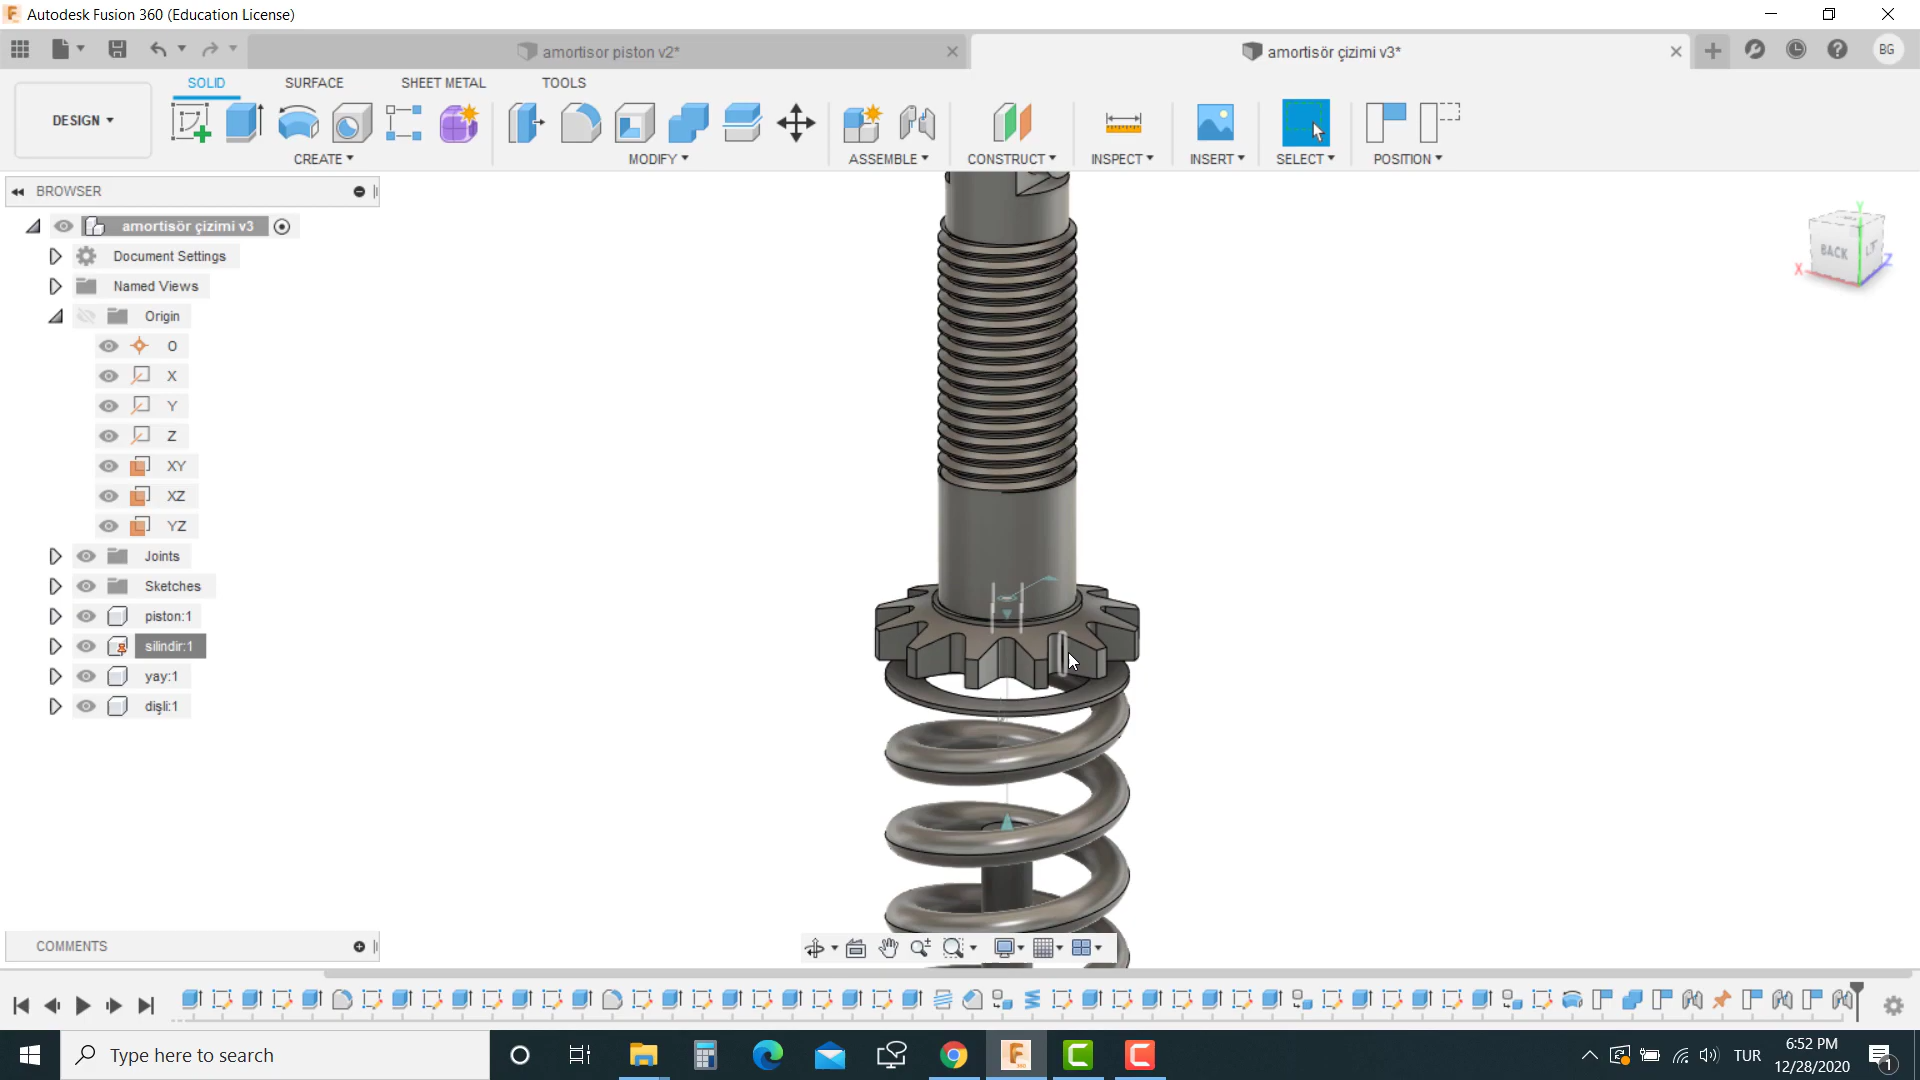 Autodesk Fusion 360 (Education License)
amortisor piston v2*
amortisör çizimi v3*
BG
DESIGN
SOLID
SURFACE
SHEET METAL
TOOLS
CREATE
MODIFY
ASSEMBLE
CONSTRUCT
INSPECT
INSERT
SELECT
POSITION
BROWSER
amortisör çizimi v3
Document Settings
Named Views
Origin
O
X
Y
Z
XY
XZ
YZ
Joints
Sketches
piston:1
silindir:1
yay:1
dişli:1
Y
BACK
X
Z
COMMENTS
Type here to search
TUR
6:52 PM
12/28/2020
1